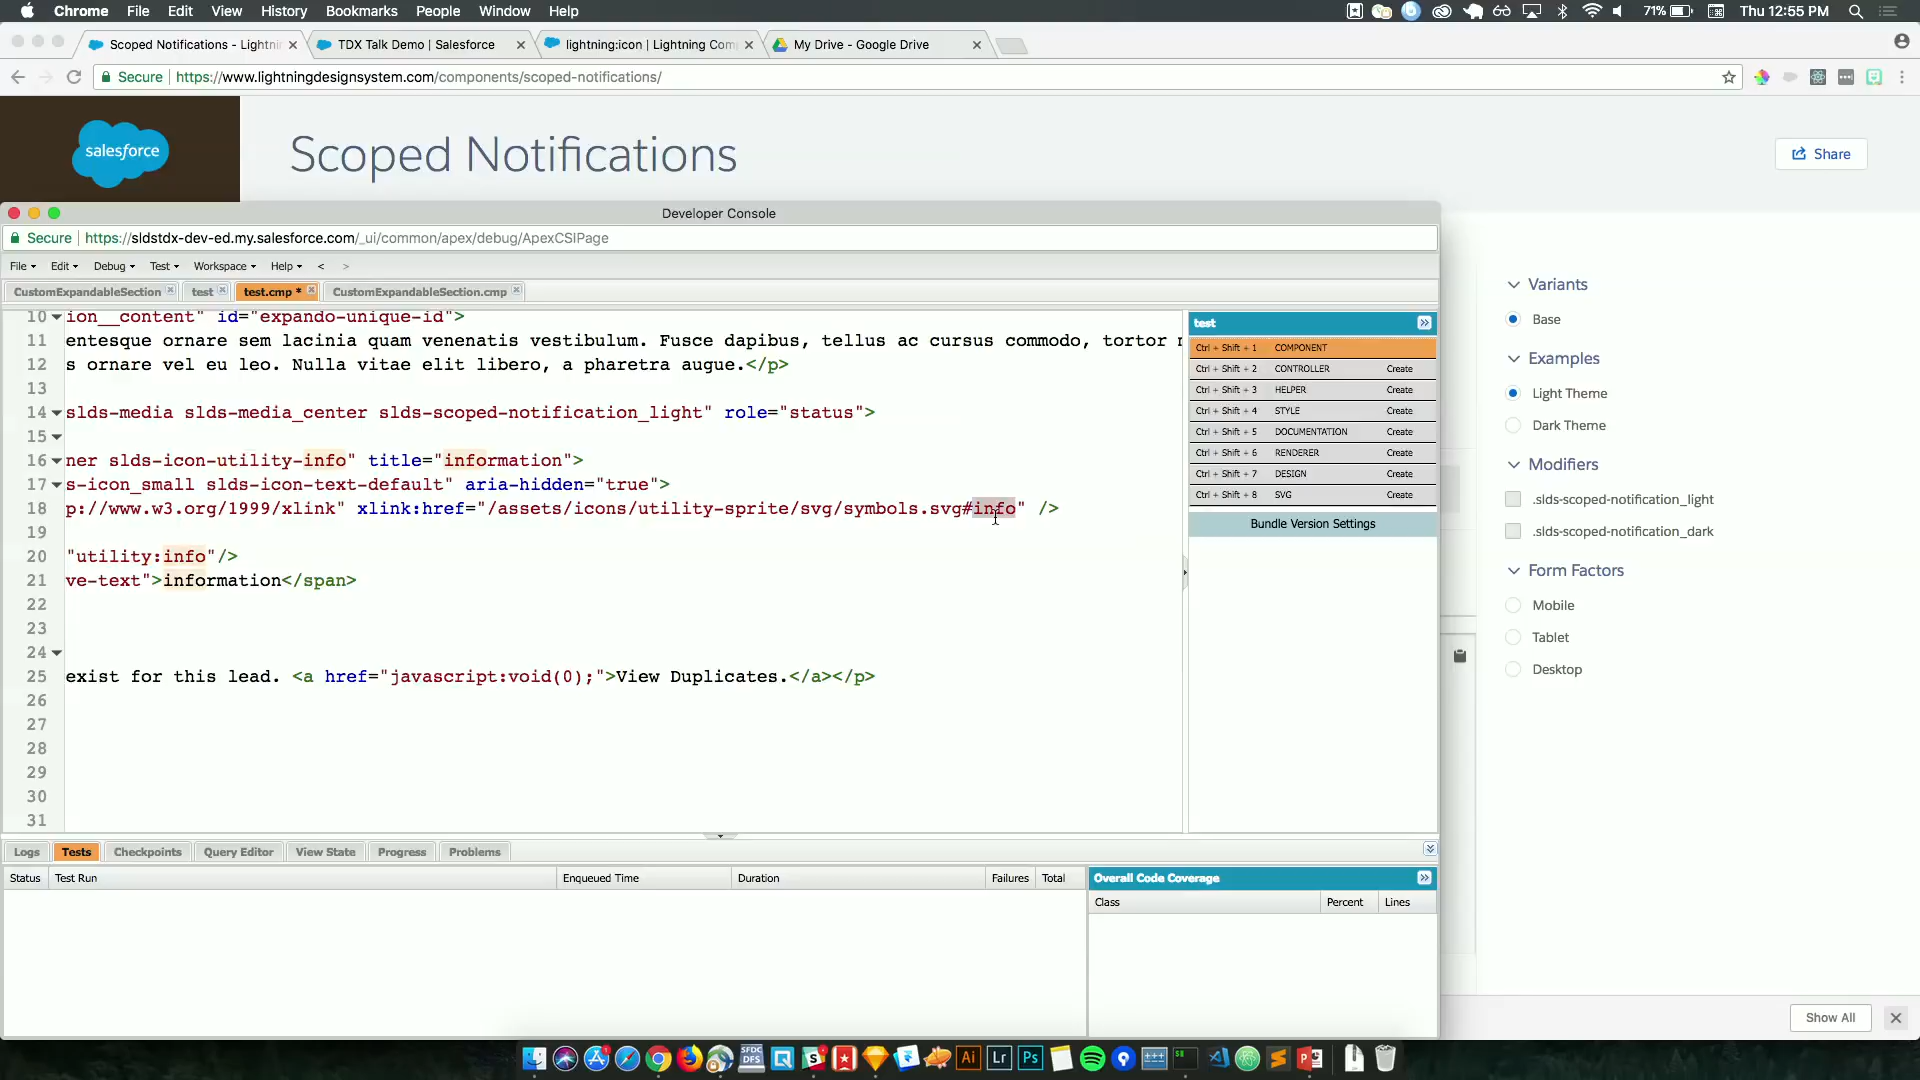 Chrome File Edit View History Bookmarks People Window Help 71% Thu 12:55 PM
Scoped Notifications - Lightnin TDX Talk Demo | Salesforce lightning:icon | Lightning Com My Drive - Google Drive
Secure https://www.lightningdesignsystem.com/components/scoped-notifications/
salesforce
Scoped Notifications
Share
Developer Console
Secure https://sldstdx-dev-ed.my.salesforce.com/_ui/common/apex/debug/ApexCSIPage
File Edit Debug Test Workspace Help < >
CustomExpandableSection test test.cmp * CustomExpandableSection.cmp
10 ion__content" id="expando-unique-id">
11 entesque ornare sem lacinia quam venenatis vestibulum. Fusce dapibus, tellus ac cursus commodo, tortor
12 s ornare vel eu leo. Nulla vitae elit libero, a pharetra augue.</p>
13
14 slds-media slds-media_center slds-scoped-notification_light" role="status">
15
16 ner slds-icon-utility-info" title="information">
17 s-icon_small slds-icon-text-default" aria-hidden="true">
18 p://www.w3.org/1999/xlink" xlink:href="/assets/icons/utility-sprite/svg/symbols.svg#info" />
19
20 "utility:info"/>
21 ve-text">information</span>
22
23
24
25 exist for this lead. <a href="javascript:void(0);">View Duplicates.</a></p>
26
27
28
29
30
31
test
Ctrl + Shift + 1 COMPONENT
Ctrl + Shift + 2 CONTROLLER Create
Ctrl + Shift + 3 HELPER Create
Ctrl + Shift + 4 STYLE Create
Ctrl + Shift + 5 DOCUMENTATION Create
Ctrl + Shift + 6 RENDERER Create
Ctrl + Shift + 7 DESIGN Create
Ctrl + Shift + 8 SVG Create
Bundle Version Settings
Variants
Base
Examples
Light Theme
Dark Theme
Modifiers
.slds-scoped-notification_light
.slds-scoped-notification_dark
Form Factors
Mobile
Tablet
Desktop
Logs Tests Checkpoints Query Editor View State Progress Problems
Status Test Run Enqueued Time Duration Failures Total
Overall Code Coverage
Class Percent Lines
Show All
SFDC
DFS
Ai Lr Ps